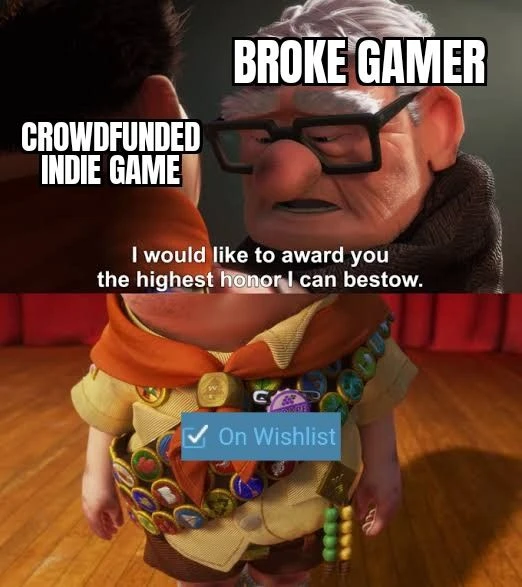 BROKE GAMER
CROWDFUNDED
INDIE GAME
I would like to award you
the highest honor I can bestow.
On Wishlist